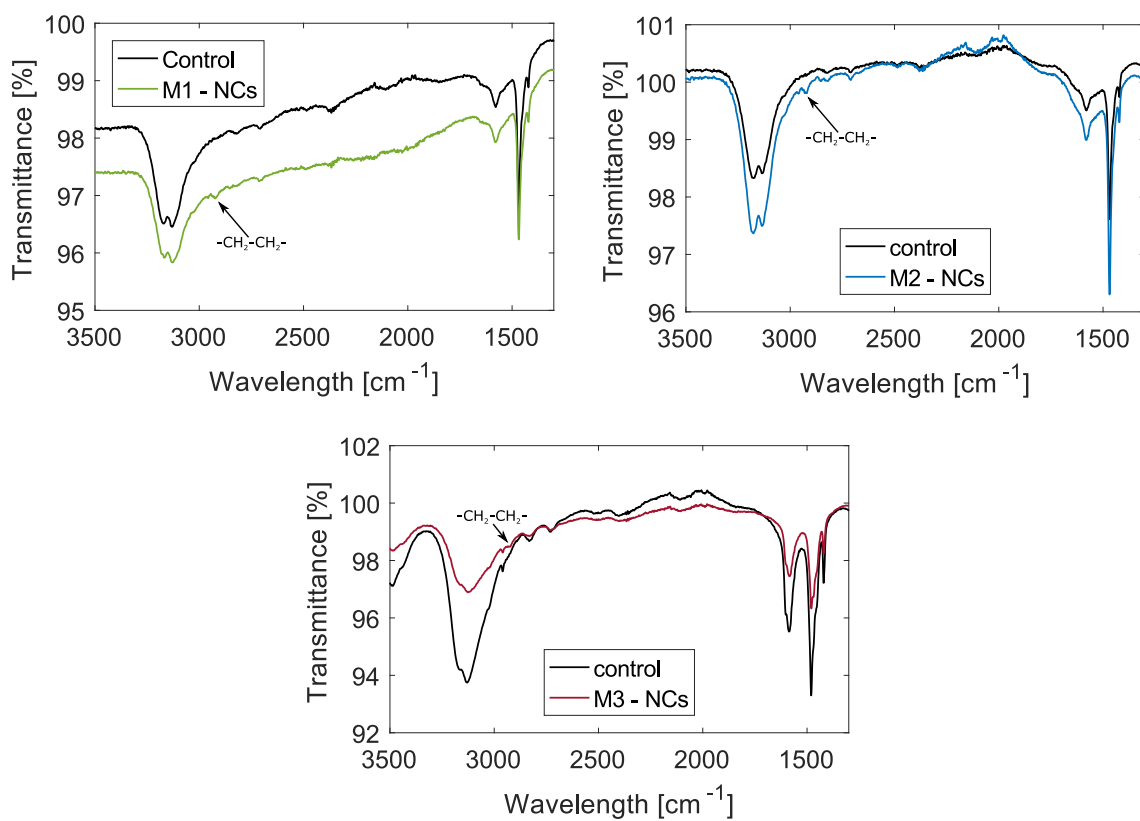 100
99
98
97
96
95
Transmittance [%]
Control
M1 - NCs
-CH₂-CH₂-
3500 3000 2500 2000 1500
Wavelength [cm⁻¹]
101
100
99
98
97
96
Transmittance [%]
-CH₂-CH₂-
control
M2 - NCs
3500 3000 2500 2000 1500
Wavelength [cm⁻¹]
102
100
98
96
94
92
Transmittance [%]
-CH₂-CH₂-
control
M3 - NCs
3500 3000 2500 2000 1500
Wavelength [cm⁻¹]